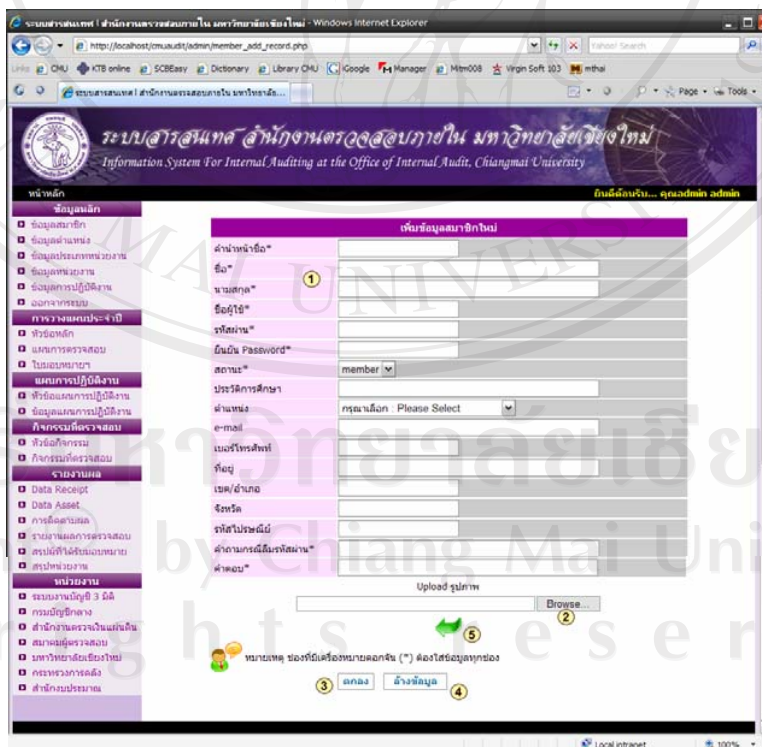 ระบบสารสนเทศ | สำนักงานตรวจสอบภายใน มหาวิทยาลัยเชียงใหม่ - Windows Internet Explorer
http://localhost/cmuaudit/admin/member_add_record.php
Yahoo! Search
Links CMU KTB online SCBEasy Dictionary Library CMU Google Manager Mitm008 Virgin Soft 103 mthai
ระบบสารสนเทศ | สำนักงานตรวจสอบภายใน มหาวิทยาลั...
Page Tools
ระบบสารสนเทศ สำนักงานตรวจสอบภายใน มหาวิทยาลัยเชียงใหม่
Information System For Internal Auditing at the Office of Internal Audit, Chiangmai University
หน้าหลัก
ยินดีต้อนรับ... คุณadmin admin
ข้อมูลหลัก
ข้อมูลสมาชิก
ข้อมูลตำแหน่ง
ข้อมูลประเภทหน่วยงาน
ข้อมูลหน่วยงาน
ข้อมูลการปฏิบัติงาน
ออกจากระบบ
การวางแผนประจำปี
หัวข้อหลัก
แผนการตรวจสอบ
ใบมอบหมายฯ
แผนการปฏิบัติงาน
หัวข้อแผนการปฏิบัติงาน
ข้อมูลแผนการปฏิบัติงาน
กิจกรรมที่ตรวจสอบ
หัวข้อกิจกรรม
กิจกรรมที่ตรวจสอบ
รายงานผล
Data Receipt
Data Asset
การติดตามผล
รายงานผลการตรวจสอบ
สรุปผู้ที่ได้รับมอบหมาย
สรุปหน่วยงาน
หน่วยงาน
ระบบงานบัญชี 3 มิติ
กรมบัญชีกลาง
สำนักงานตรวจเงินแผ่นดิน
สมาคมผู้ตรวจสอบ
มหาวิทยาลัยเชียงใหม่
กระทรวงการคลัง
สำนักงบประมาณ
เพิ่มข้อมูลสมาชิกใหม่
คำนำหน้าชื่อ*
ชื่อ*
1
นามสกุล*
ชื่อผู้ใช้*
รหัสผ่าน*
ยืนยัน Password*
สถานะ* member
ประวัติการศึกษา
ตำแหน่ง กรุณาเลือก : Please Select
e-mail
เบอร์โทรศัพท์
ที่อยู่
เขต/อำเภอ
จังหวัด
รหัสไปรษณีย์
คำถามกรณีลืมรหัสผ่าน*
คำตอบ*
Upload รูปภาพ
Browse...
2
5
หมายเหตุ ช่องที่มีเครื่องหมายดอกจัน (*) ต้องใส่ข้อมูลทุกช่อง
3 ตกลง ล้างข้อมูล 4
Local intranet 100%